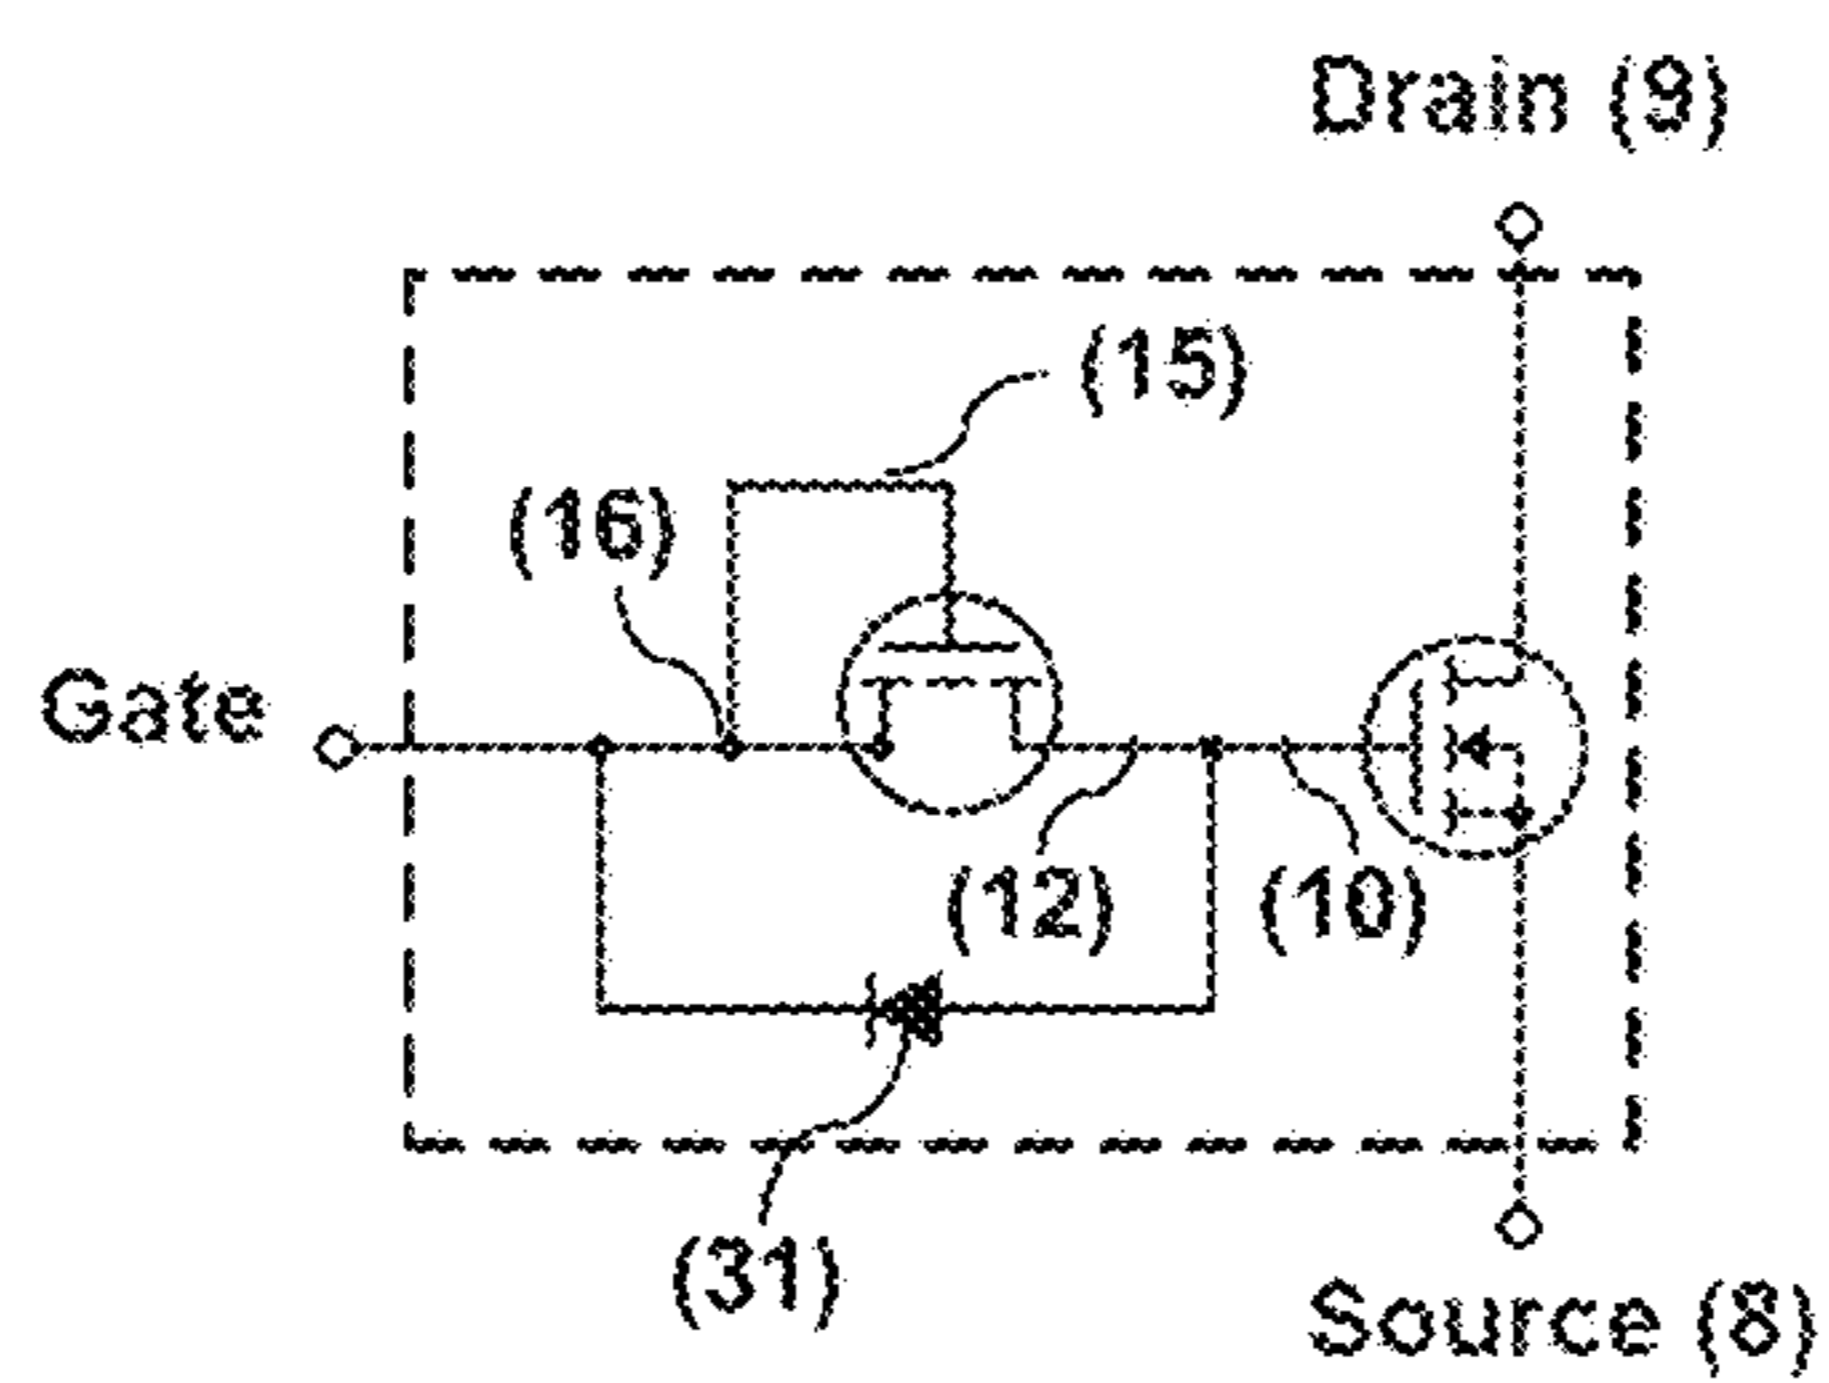 Drain (9)
(15)
(16)
Gate
(12)
(10)
(31)
Source (8)